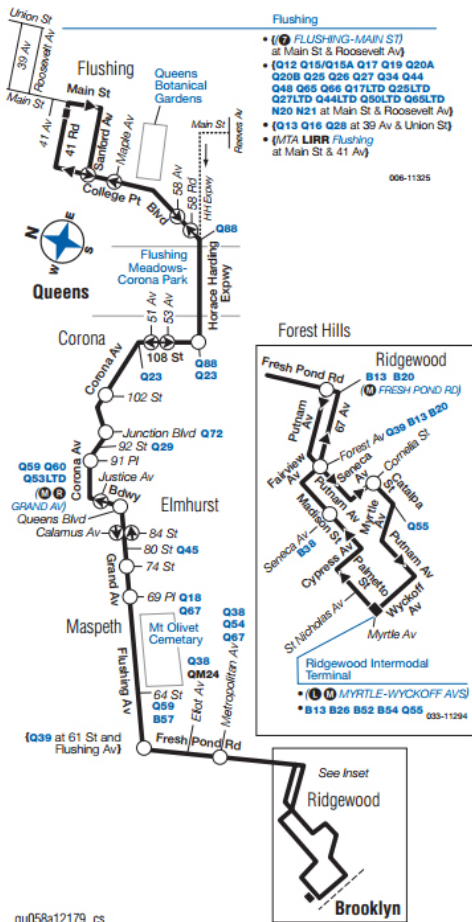 Union St
39 Av
Roosevelt Av
Main St
Flushing
Main St
41 Av
41 Rd
Sanford Av
Maple Av
College Pt Blvd
Queens Botanical Gardens
Main St
Reeves Av
HH Expwy
58 Av
58 Rd
Q88
Flushing
• {(7 FLUSHING-MAIN ST)
at Main St & Roosevelt Av}
• {Q12 Q15/Q15A Q17 Q19 Q20A
Q20B Q25 Q26 Q27 Q34 Q44
Q48 Q65 Q66 Q17LTD Q25LTD
Q27LTD Q44LTD Q50LTD Q65LTD
N20 N21 at Main St & Roosevelt Av}
• {Q13 Q16 Q28 at 39 Av & Union St}
• {MTA LIRR Flushing
at Main St & 41 Av}
006-11325
N
E
S
W
Queens
Flushing
Meadows-
Corona Park
Horace Harding
Expwy
51 Av
53 Av
Corona
108 St
Q23
Q88
Q23
Corona Av
102 St
Junction Blvd Q72
92 St Q29
91 Pl
Corona Av
Q59 Q60
Q53LTD
(M R
GRAND AV)
Justice Av
Bdwy
Elmhurst
Queens Blvd
Calamus Av
84 St
80 St Q45
74 St
Grand Av
69 Pl Q18
Q67
Maspeth
Mt Olivet
Cemetery
Q38
Q54
Q67
Metropolitan Av
Q38
QM24
Eliot Av
Flushing Av
64 St
Q59
B57
{Q39 at 61 St and
Flushing Av}
Fresh Pond Rd
Forest Hills
Fresh Pond Rd
Ridgewood
B13 B20
(M FRESH POND RD)
Putnam Av
67 Av
Forest Av Q39 B13 B20
Fairview Av
Seneca Av
Cornelia St
Putnam Av
Catalpa
Myrtle Av
Q55
Madison St
Seneca Av
B38
Putnam Av
Cypress Av
Palmetto St
Wyckoff Av
St Nicholas Av
Myrtle Av
Ridgewood Intermodal
Terminal
• (L M MYRTLE-WYCKOFF AVS)
• B13 B26 B52 B54 Q55
033-11294
See Inset
Ridgewood
Brooklyn
qu058a12179_cs